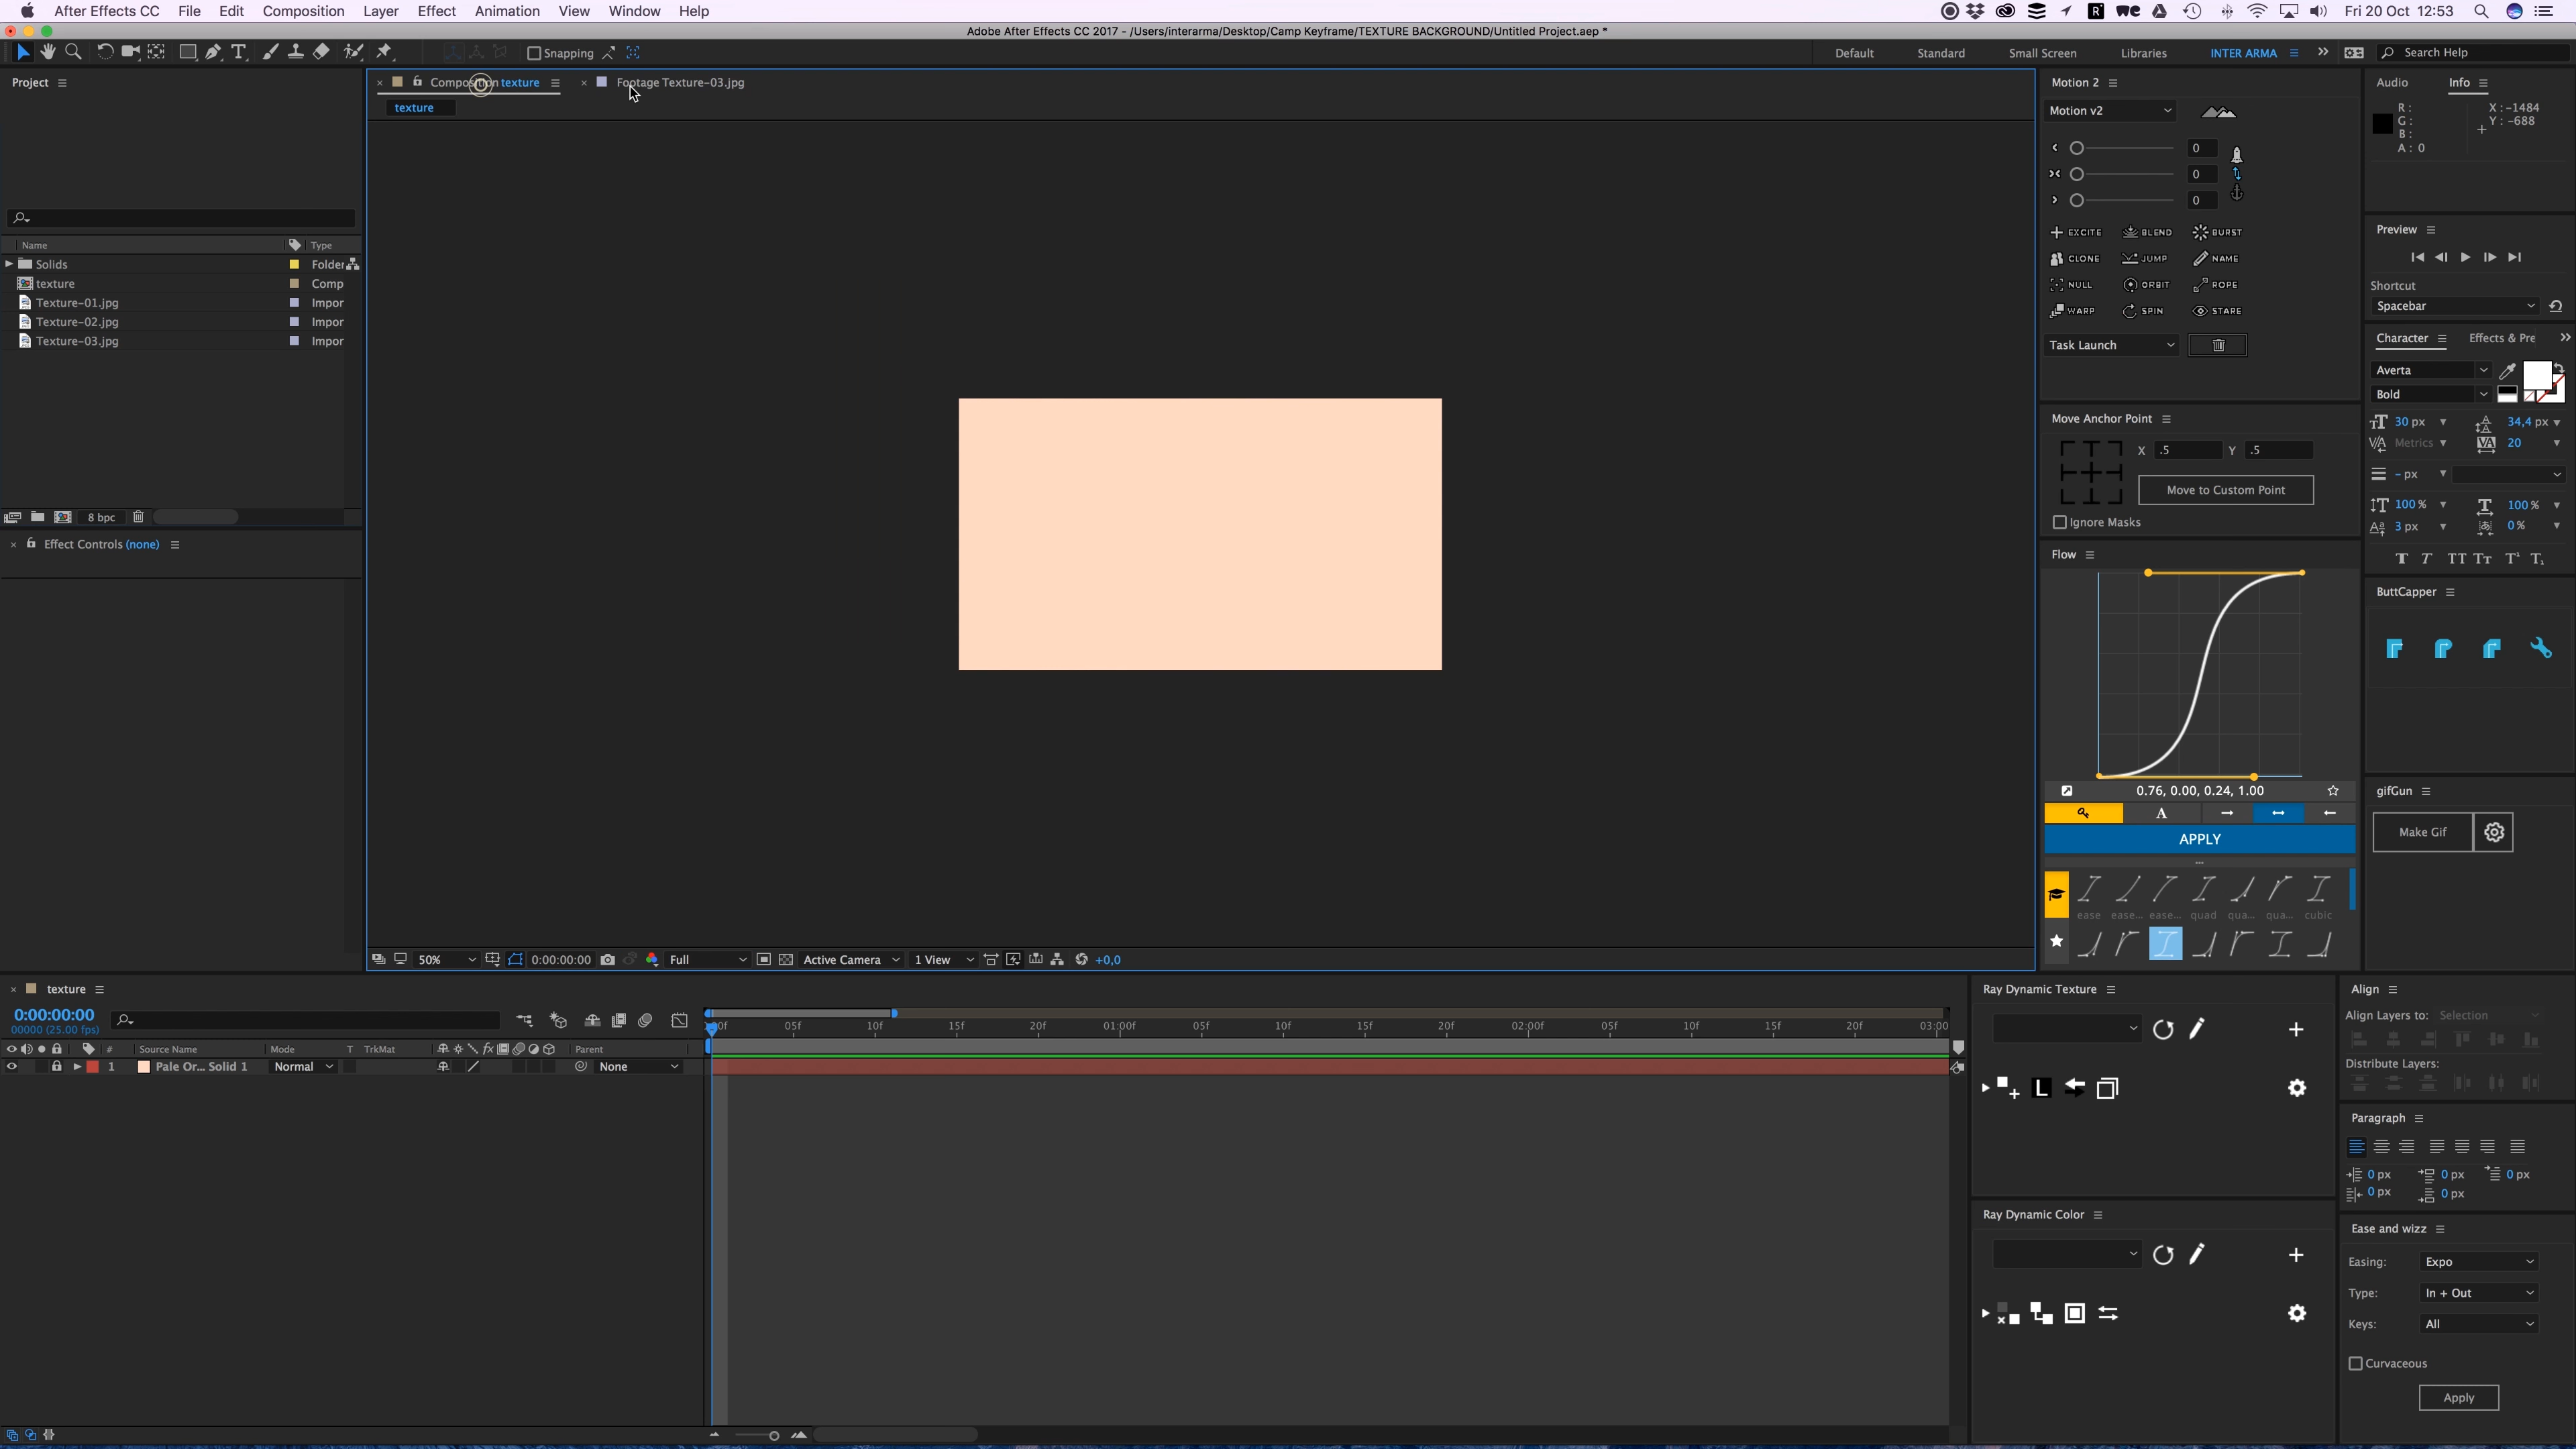 After Effects CC File Edit Composition Layer Effect Animation View Window Help Fri 20 Oct 12:53
Adobe After Effects CC 2017 - /Users/interarma/Desktop/Camp Keyframe/TEXTURE BACKGROUND/Untitled Project.aep *
Snapping Default Standard Small Screen Libraries INTER ARMA Search Help
Project
Name Type
Solids Folder
texture Comp
Texture-01.jpg Impor
Texture-02.jpg Impor
Texture-03.jpg Impor
8 bpc
Effect Controls (none)
Composition texture Footage Texture-03.jpg
texture
50% 0:00:00:00 Full Active Camera 1 View +0,0
Motion 2
Motion v2
0
0
0
EXCITE BLEND BURST
CLONE JUMP NAME
NULL ORBIT ROPE
WARP SPIN STARE
Task Launch
Move Anchor Point
X .5 Y .5
Move to Custom Point
Ignore Masks
Flow
0.76, 0.00, 0.24, 1.00
A
APPLY
ease ease... ease... quad qua... qua... cubic
Audio Info
R : X : -1484
G : Y : -688
B :
A : 0
Preview
Shortcut
Spacebar
Character Effects & Pre
Averta
Bold
30 px 34,4 px
Metrics 20
- px
100 % 100 %
3 px 0 %
ButtCapper
gifGun
Make Gif
texture
0:00:00:00
00000 (25.00 fps)
05f 10f 15f 20f 01:00f 05f 10f 15f 20f 02:00f 05f 10f 15f 20f 03:00
# Source Name Mode T TrkMat Parent
1 Pale Or... Solid 1 Normal None
Ray Dynamic Texture
L
Ray Dynamic Color
Align
Align Layers to: Selection
Distribute Layers:
Paragraph
0 px 0 px 0 px
0 px 0 px
Ease and wizz
Easing: Expo
Type: In + Out
Keys: All
Curvaceous
Apply